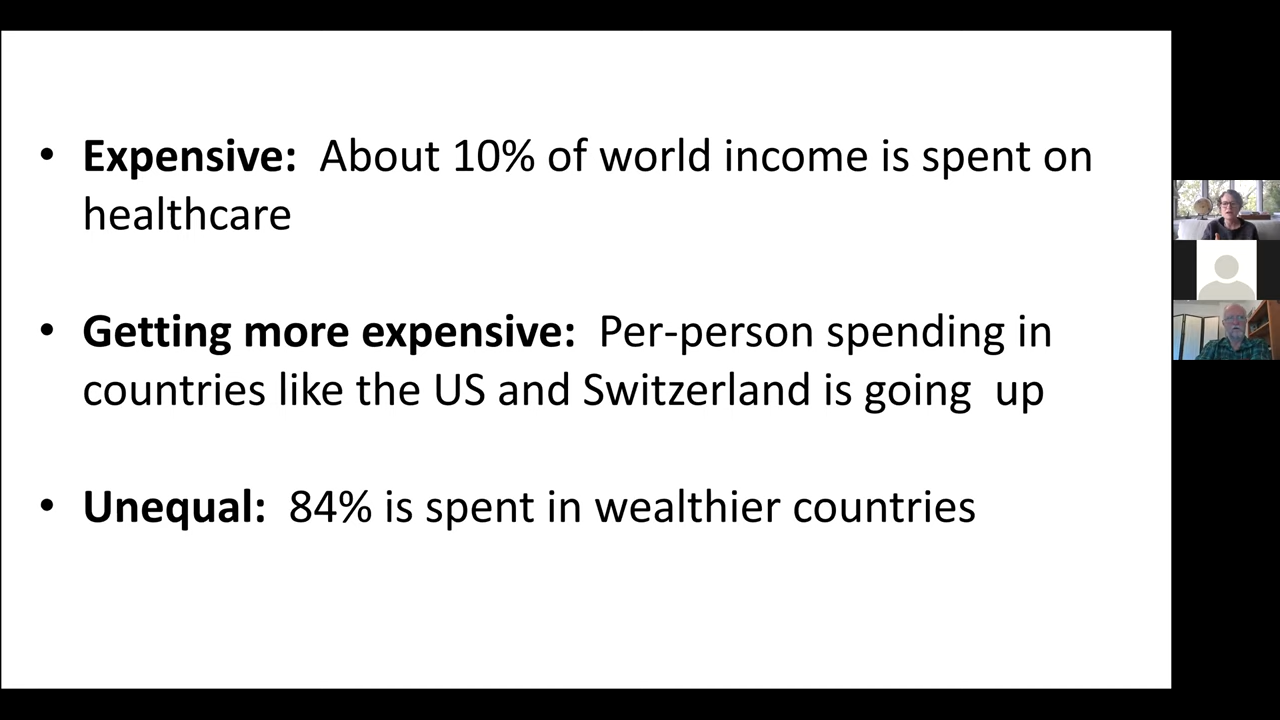 • Expensive:  About 10% of world income is spent on
healthcare
• Getting more expensive:  Per-person spending in
countries like the US and Switzerland is going  up
• Unequal:  84% is spent in wealthier countries